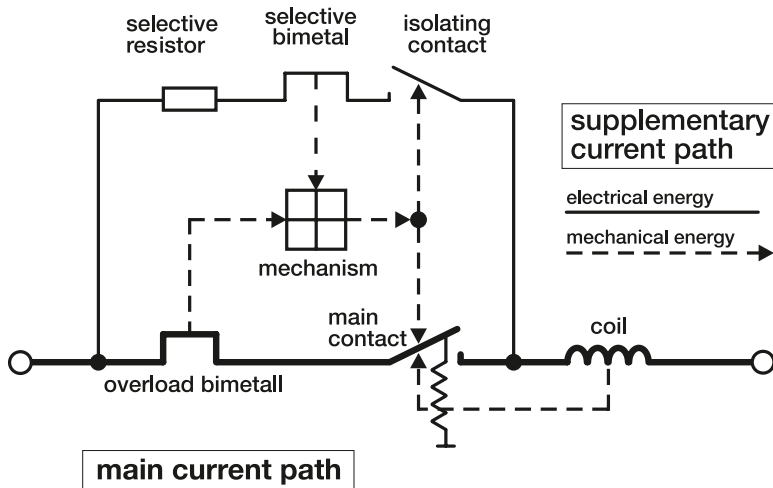 selective
resistor
selective
bimetal
isolating
contact
supplementary
current path
electrical energy
mechanical energy
mechanism
main
contact
coil
overload bimetall
main current path